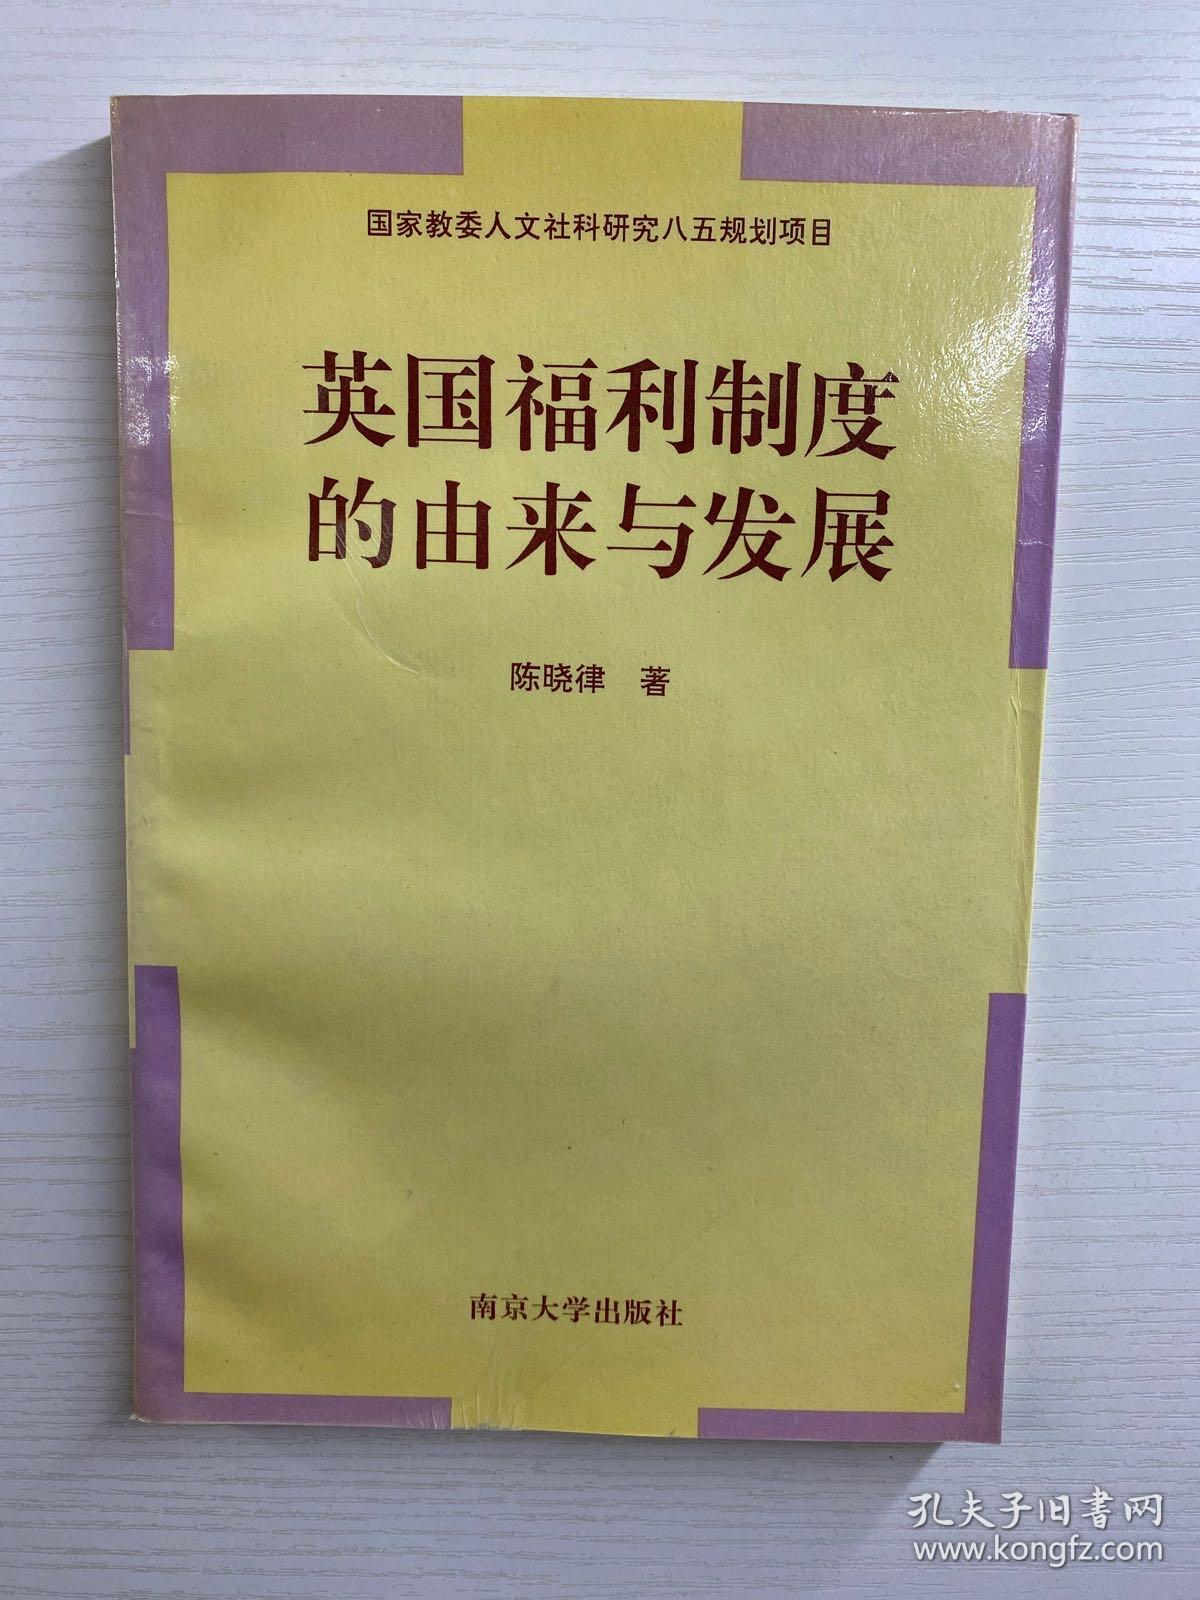 国家教委人文社科研究八五规划项目
英国福利制度
的由来与发展
陈晓律 著
南京大学出版社
孔夫子旧书网
www.kongfz.com